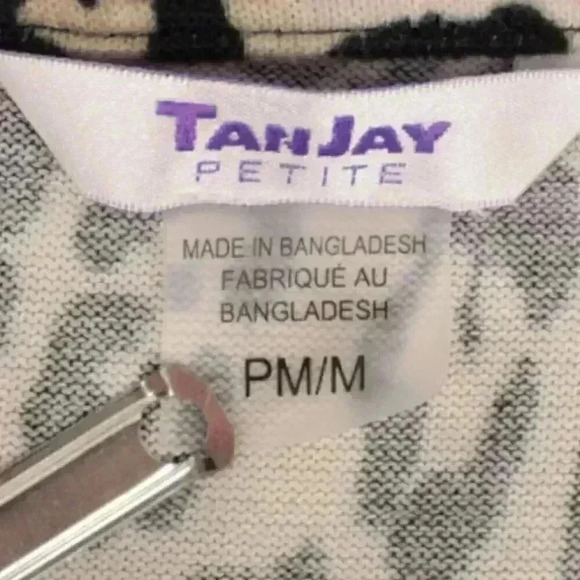 TANJAY
PETITE
MADE IN BANGLADESH
FABRIQUÉ AU
BANGLADESH
PM/M